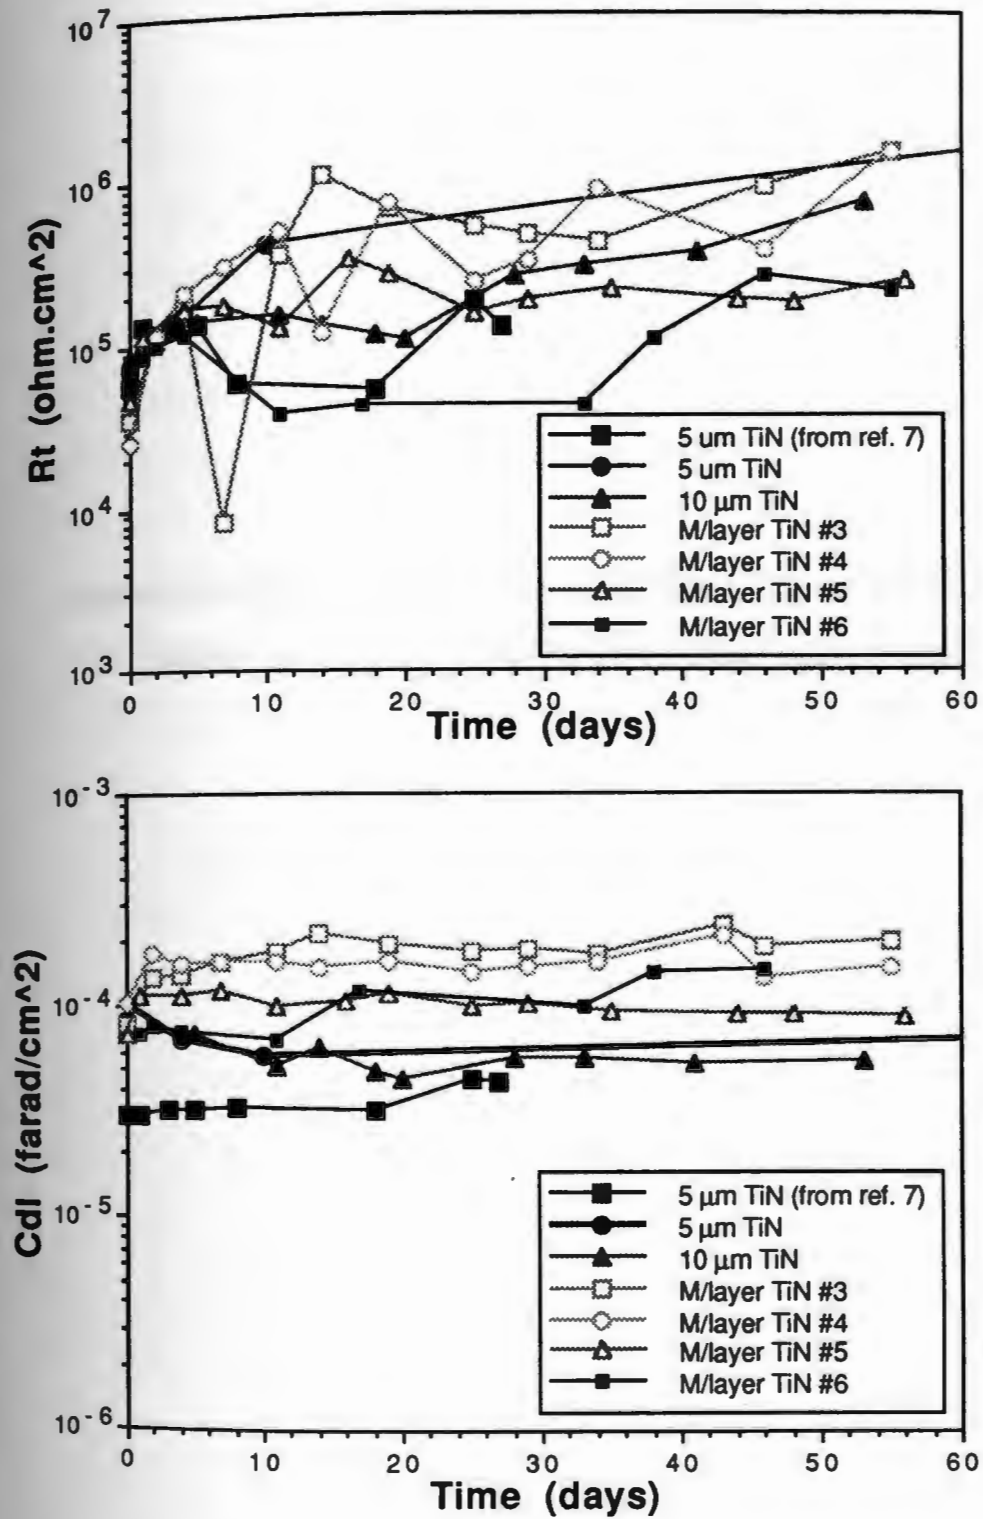 10^7
10^6
10^5
10^4
10^3
Rt (ohm.cm^2)
5 um TiN (from ref. 7)
5 um TiN
10 µm TiN
M/layer TiN #3
M/layer TiN #4
M/layer TiN #5
M/layer TiN #6
0 10 20 30 40 50 60
Time (days)
10^-3
10^-4
10^-5
10^-6
Cdl (farad/cm^2)
5 µm TiN (from ref. 7)
5 µm TiN
10 µm TiN
M/layer TiN #3
M/layer TiN #4
M/layer TiN #5
M/layer TiN #6
0 10 20 30 40 50 60
Time (days)